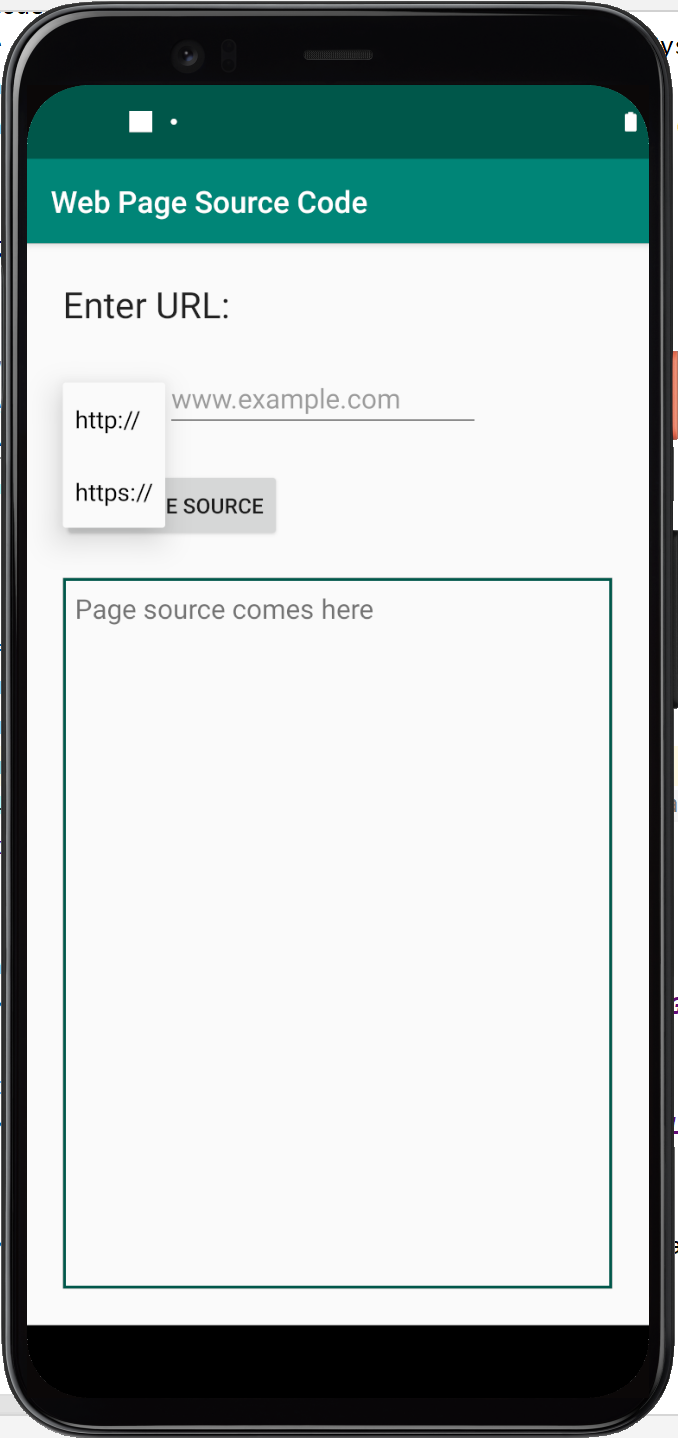 Web Page Source Code
Enter URL:
http://
www.example.com
https://
E SOURCE
Page source comes here